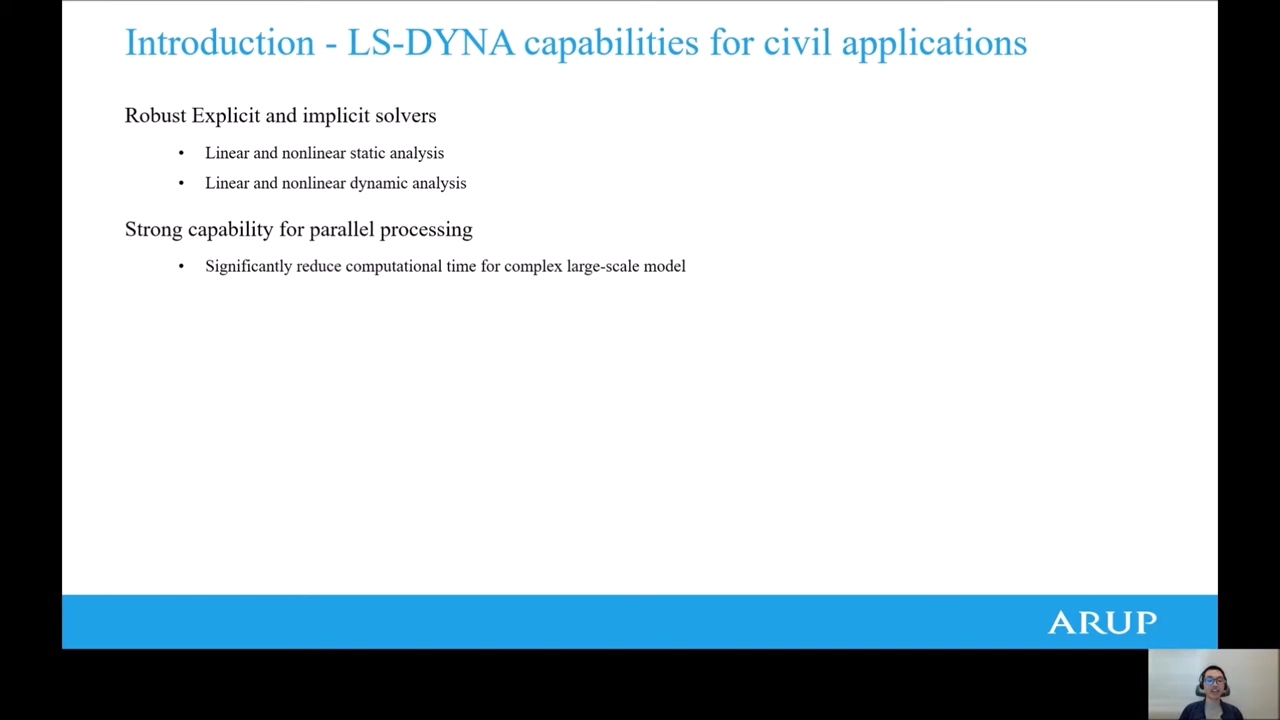 Introduction - LS-DYNA capabilities for civil applications
Robust Explicit and implicit solvers
• Linear and nonlinear static analysis
• Linear and nonlinear dynamic analysis
Strong capability for parallel processing
• Significantly reduce computational time for complex large-scale model
ARUP